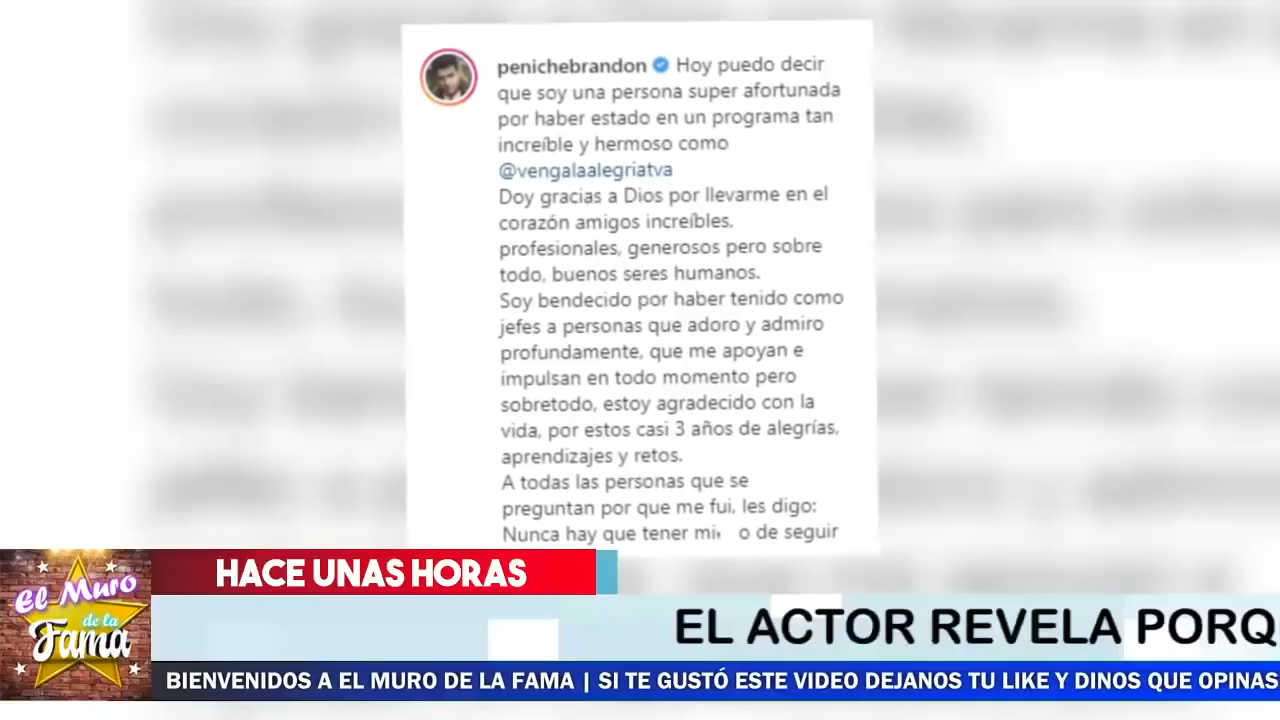 penichebrandon Hoy puedo decir
que soy una persona super afortunada
por haber estado en un programa tan
increíble y hermoso como
@vengalaalegriatva
Doy gracias a Dios por llevarme en el
corazón amigos increíbles,
profesionales, generosos pero sobre
todo, buenos seres humanos.
Soy bendecido por haber tenido como
jefes a personas que adoro y admiro
profundamente, que me apoyan e
impulsan en todo momento pero
sobretodo, estoy agradecido con la
vida, por estos casi 3 años de alegrías,
aprendizajes y retos.
A todas las personas que se
preguntan por que me fui, les digo:
Nunca hay que tener mi o de seguir
HACE UNAS HORAS
El Muro
de la
Fama
EL ACTOR REVELA PORQ
BIENVENIDOS A EL MURO DE LA FAMA | SI TE GUSTÓ ESTE VIDEO DEJANOS TU LIKE Y DINOS QUE OPINAS